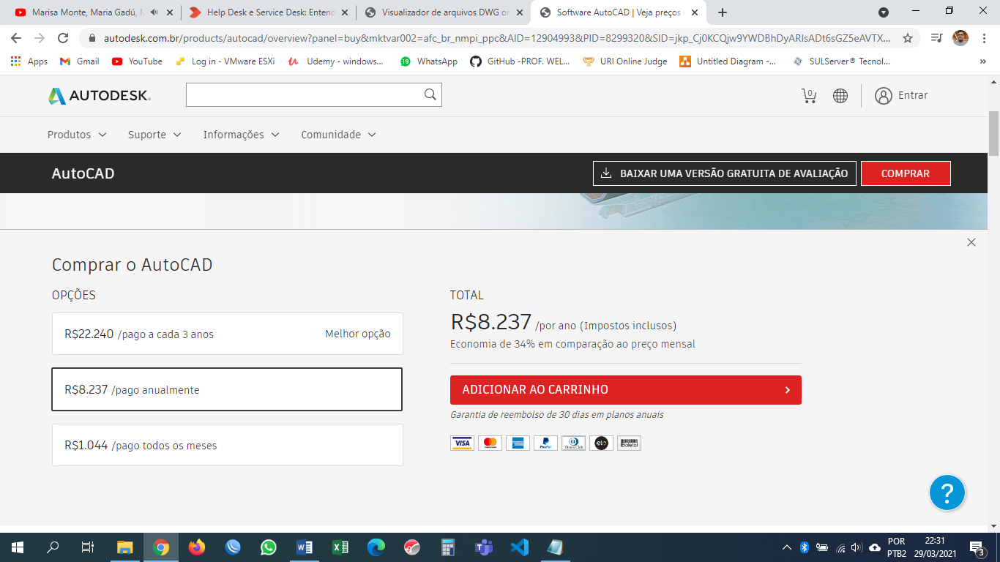 Marisa Monte, Maria Gadú, M
Help Desk e Service Desk: Entend
Visualizador de arquivos DWG on
Software AutoCAD | Veja preços e
autodesk.com.br/products/autocad/overview?panel=buy&mktvar002=afc_br_nmpi_ppc&AID=12904993&PID=8299320&SID=jkp_Cj0KCQjw9YWDBhDyARIsADt6sGZ5eAVTX...
Apps
Gmail
YouTube
Log in - VMware ESXi
Udemy - windows...
WhatsApp
GitHub -PROF. WEL...
URI Online Judge
Untitled Diagram -...
SULServer® Tecnol...
»
AUTODESK.
0
Entrar
Produtos
Suporte
Informações
Comunidade
AutoCAD
BAIXAR UMA VERSÃO GRATUITA DE AVALIAÇÃO
COMPRAR
Comprar o AutoCAD
OPÇÕES
R$22.240 /pago a cada 3 anos
Melhor opção
R$8.237 /pago anualmente
R$1.044 /pago todos os meses
TOTAL
R$8.237 /por ano (Impostos inclusos)
Economia de 34% em comparação ao preço mensal
ADICIONAR AO CARRINHO
Garantia de reembolso de 30 dias em planos anuais
VISA
PayPal
elo
Boleto
?
POR
PTB2
22:31
29/03/2021
3